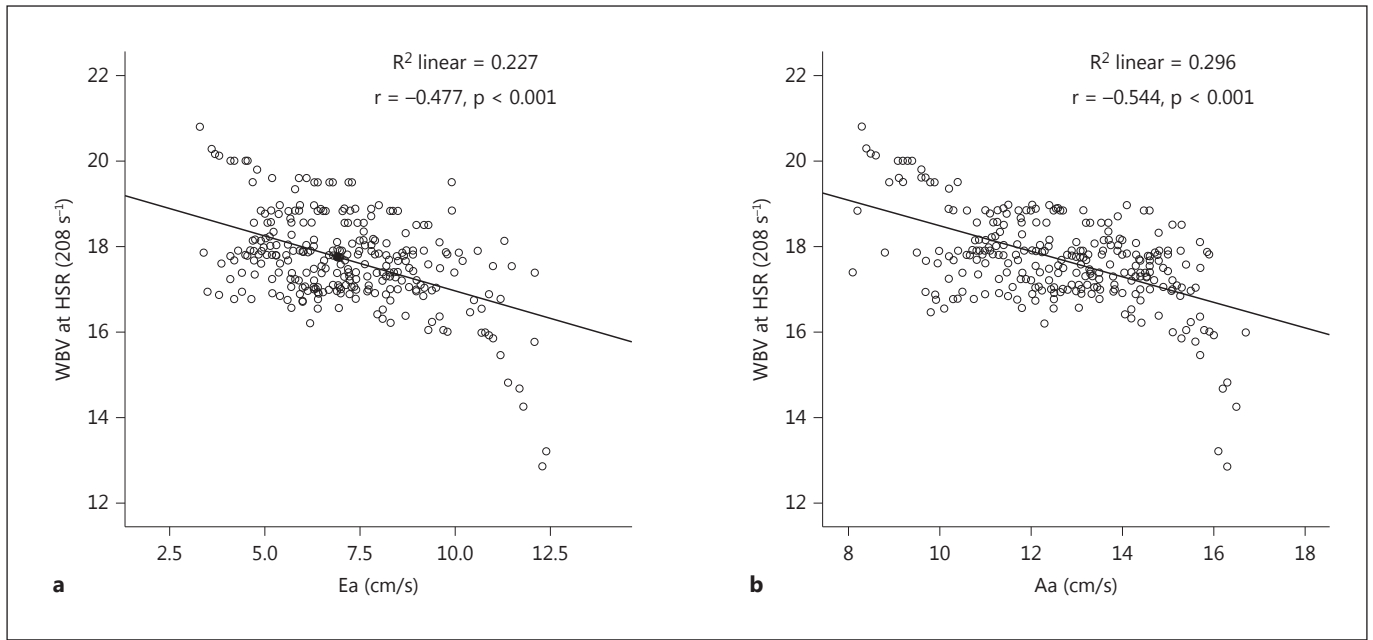 R² linear = 0.227
r = –0.477, p < 0.001
22
20
18
16
14
12
WBV at HSR (208 s⁻¹)
2.5 5.0 7.5 10.0 12.5
a
Ea (cm/s)
R² linear = 0.296
r = –0.544, p < 0.001
22
20
18
16
14
12
WBV at HSR (208 s⁻¹)
8 10 12 14 16 18
b
Aa (cm/s)